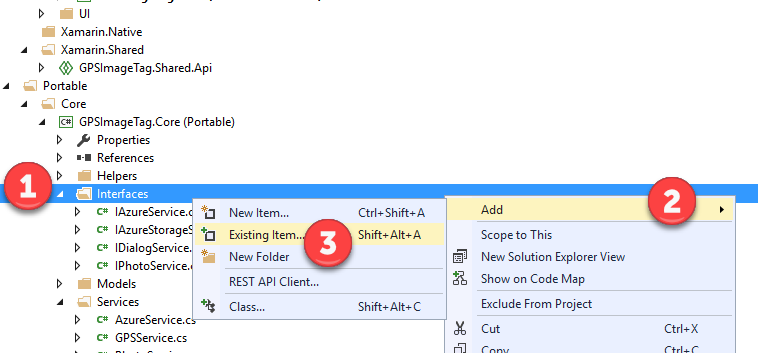 UI
Xamarin.Native
Xamarin.Shared
GPSImageTag.Shared.Api
Portable
Core
C# GPSImageTag.Core (Portable)
Properties
References
Helpers
1 Interfaces
Add 2
C# IAzureService.c
New Item... Ctrl+Shift+A
C# IAzureStorageS
Existing Item... 3 Shift+Alt+A
Scope to This
C# IDialogService.
New Folder
New Solution Explorer View
C# IPhotoService.c
REST API Client...
Show on Code Map
Models
Services
Class... Shift+Alt+C
Exclude From Project
C# AzureService.cs
Cut Ctrl+X
C# GPSService.cs
Copy Ctrl+C